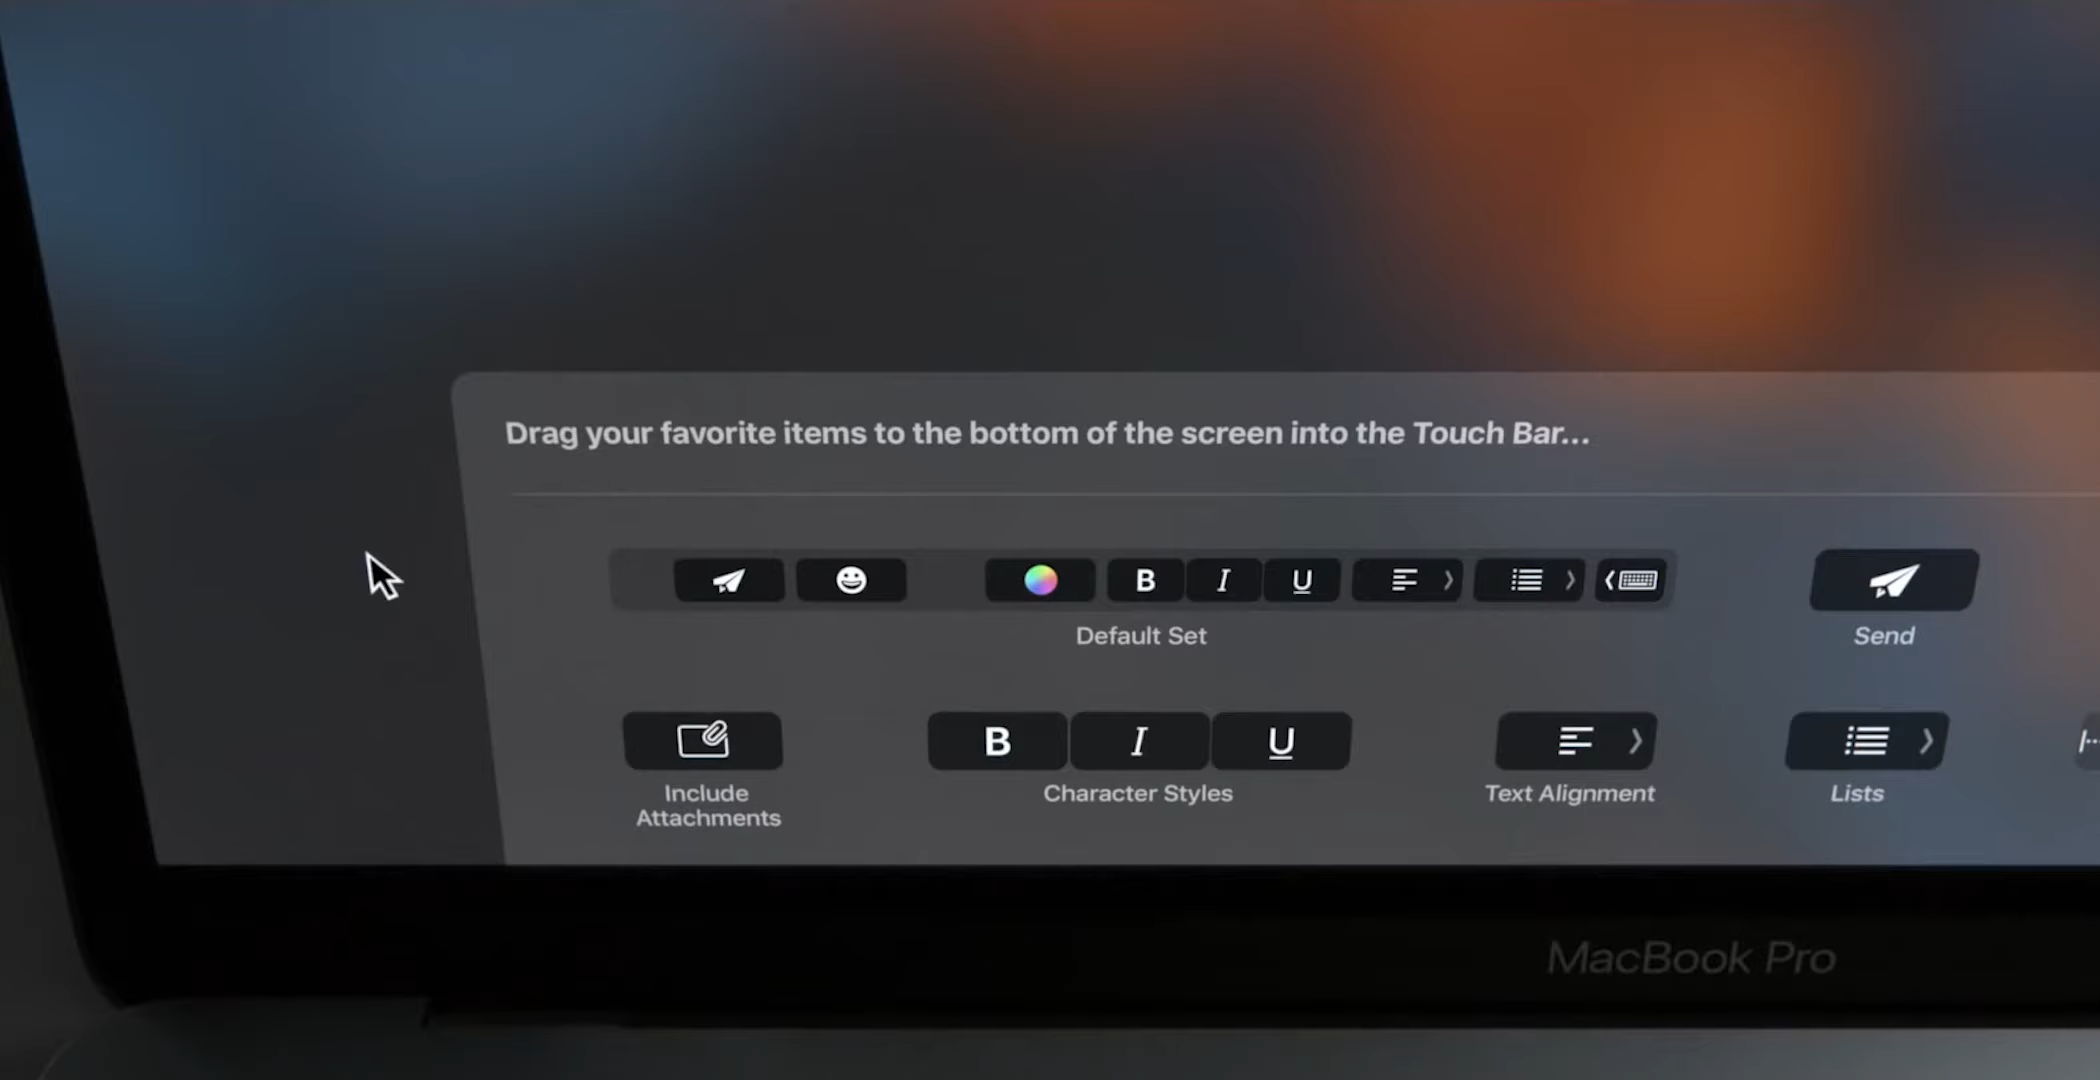 Drag your favorite items to the bottom of the screen into the Touch Bar...
B I U
Default Set
Send
B I U
Include
Attachments
Character Styles
Text Alignment
Lists
MacBook Pro